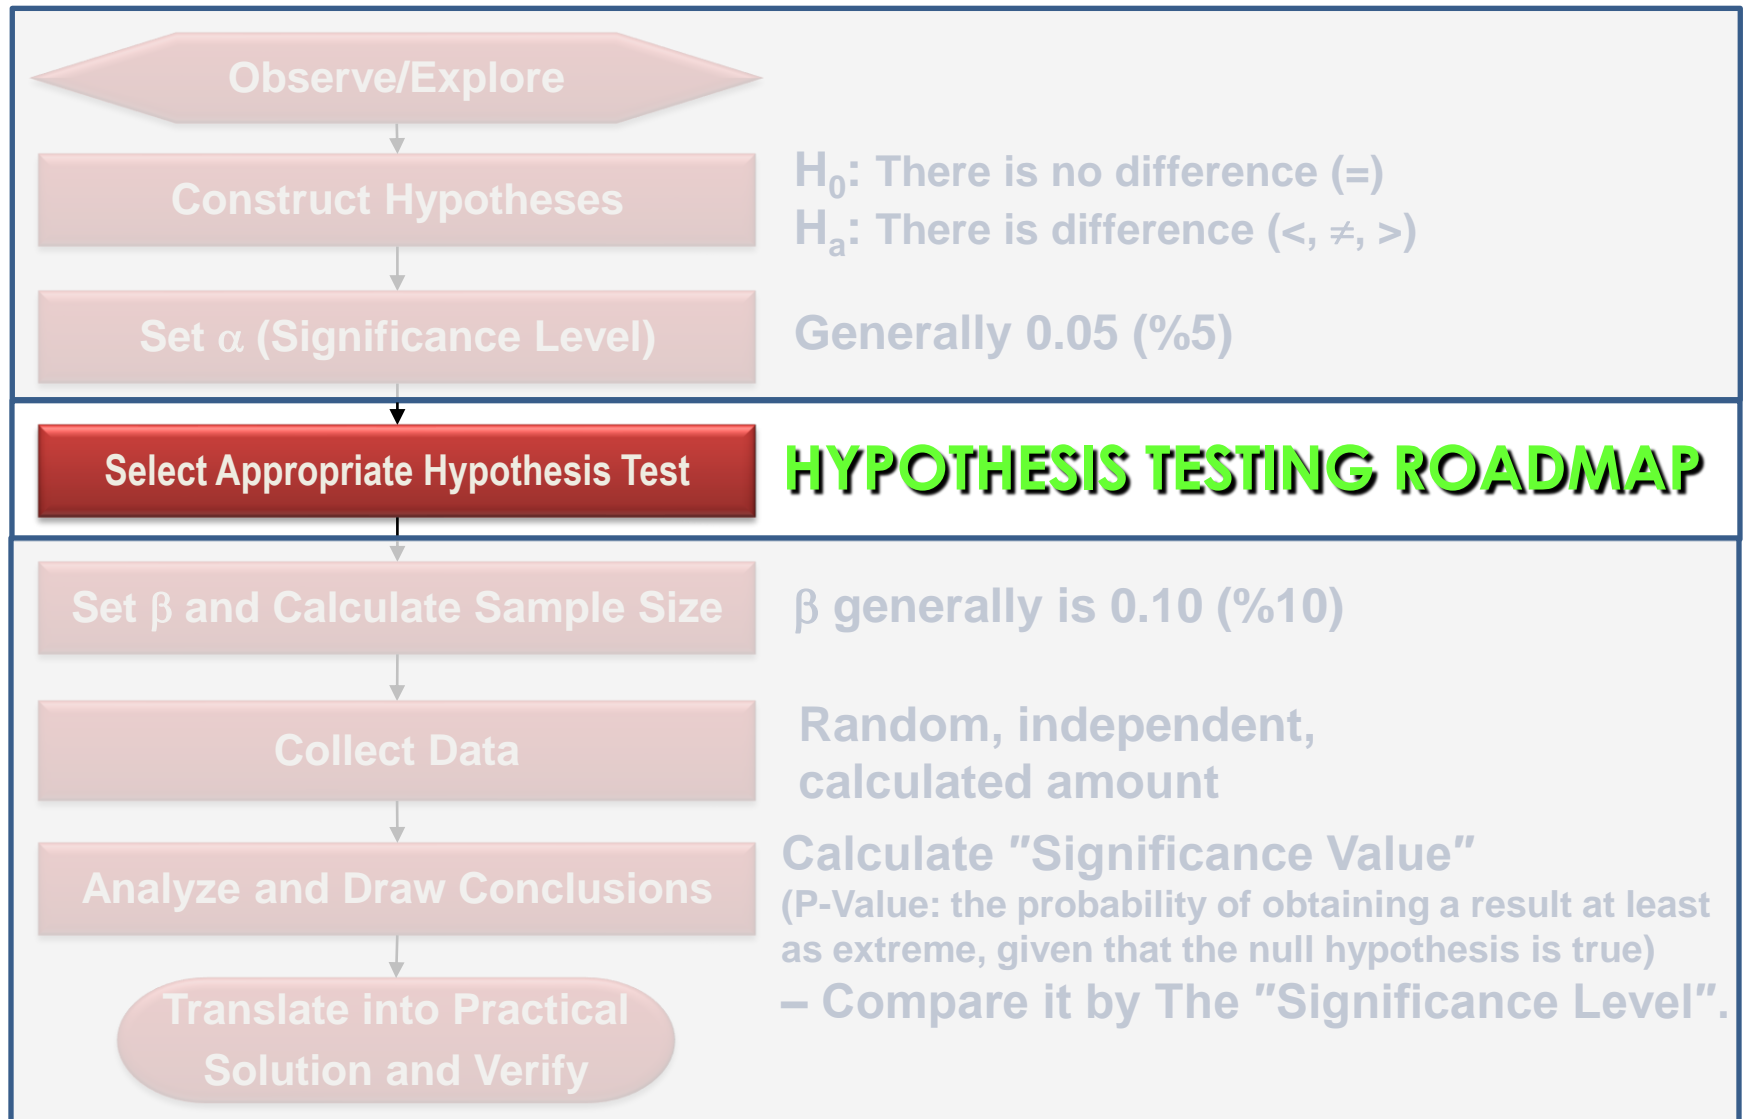 Observe/Explore
Construct Hypotheses
H₀: There is no difference (=)
Hₐ: There is difference (<, ≠, >)
Set α (Significance Level)
Generally 0.05 (%5)
Select Appropriate Hypothesis Test
HYPOTHESIS TESTING ROADMAP
Set β and Calculate Sample Size
β generally is 0.10 (%10)
Collect Data
Random, independent,
calculated amount
Analyze and Draw Conclusions
Calculate "Significance Value"
(P-Value: the probability of obtaining a result at least
as extreme, given that the null hypothesis is true)
– Compare it by The "Significance Level".
Translate into Practical
Solution and Verify